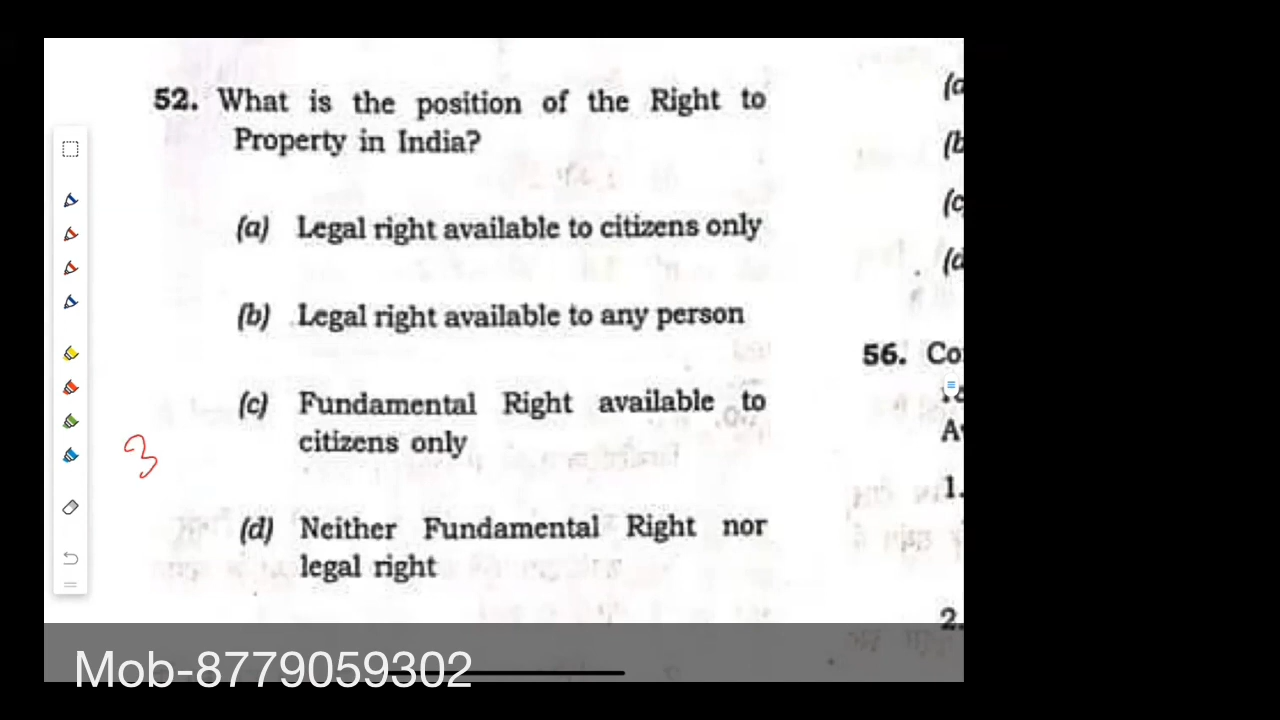 52. What is the position of the Right to
Property in India?
(a) Legal right available to citizens only
(b) Legal right available to any person
(c) Fundamental Right available to
citizens only
(d) Neither Fundamental Right nor
legal right
3
(a
(b
(c
(d
56. Co
1.
2.
Mob-8779059302